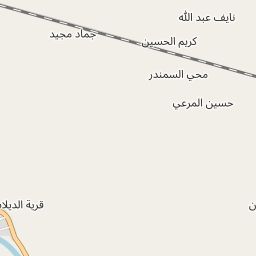 نايف عبد الله
جماد مجيد
كريم الحسين
محي السمندر
حسين المرعي